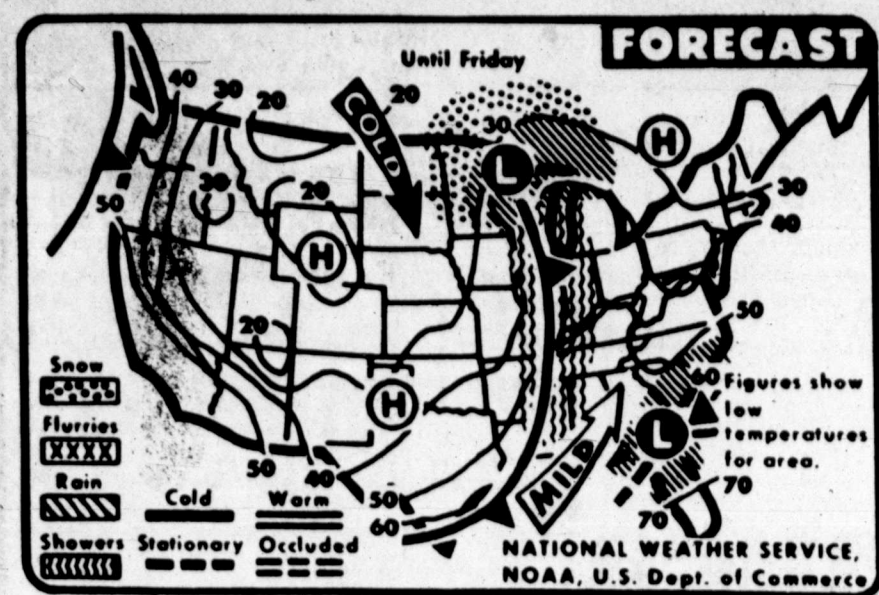 FORECAST
Until Friday
40
30
20
20
COLD
30
H
L
50
30
20
30
40
H
20
50
Snow
H
60
Figures show
low
temperatures
for area.
Flurries
L
MILD
50
40
50
60
70
70
Rain
Cold
Warm
Showers
Stationary
Occluded
NATIONAL WEATHER SERVICE,
NOAA, U.S. Dept. of Commerce